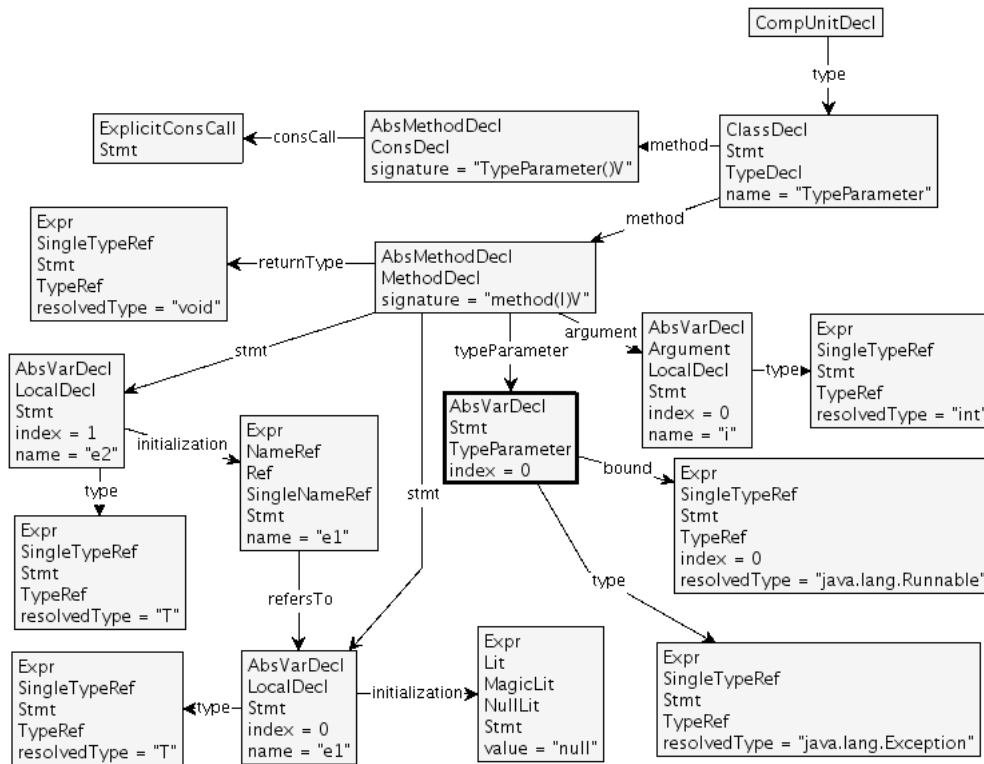 CompUnitDecl
type
ExplicitConsCall
Stmt
consCall
AbsMethodDecl
ConsDecl
signature = "TypeParameter()V"
method
ClassDecl
Stmt
TypeDecl
name = "TypeParameter"
method
Expr
SingleTypeRef
Stmt
TypeRef
resolvedType = "void"
returnType
AbsMethodDecl
MethodDecl
signature = "method(I)V"
stmt
typeParameter
argument
AbsVarDecl
Argument
LocalDecl
Stmt
index = 0
name = "i"
type
Expr
SingleTypeRef
Stmt
TypeRef
resolvedType = "int"
AbsVarDecl
LocalDecl
Stmt
index = 1
name = "e2"
initialization
type
Expr
NameRef
Ref
SingleNameRef
Stmt
name = "e1"
stmt
AbsVarDecl
Stmt
TypeParameter
index = 0
bound
Expr
SingleTypeRef
Stmt
TypeRef
index = 0
resolvedType = "java.lang.Runnable"
Expr
SingleTypeRef
Stmt
TypeRef
resolvedType = "T"
refersTo
type
Expr
SingleTypeRef
Stmt
TypeRef
resolvedType = "T"
type
AbsVarDecl
LocalDecl
Stmt
index = 0
name = "e1"
initialization
Expr
Lit
MagicLit
NullLit
Stmt
value = "null"
Expr
SingleTypeRef
Stmt
TypeRef
resolvedType = "java.lang.Exception"